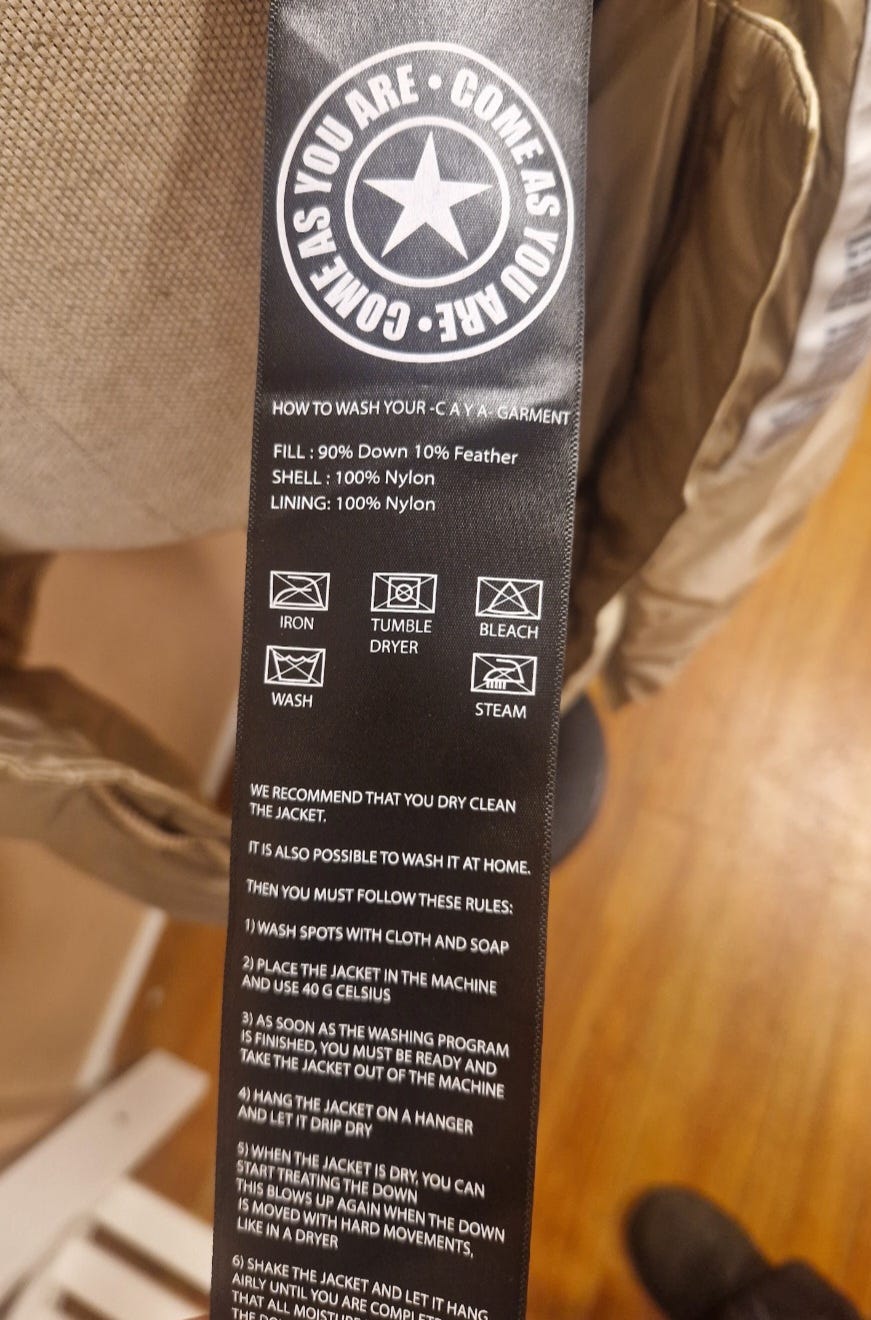 COME AS YOU ARE • COME AS YOU ARE •
HOW TO WASH YOUR -C A Y A- GARMENT
FILL : 90% Down 10% Feather
SHELL : 100% Nylon
LINING: 100% Nylon
IRON
TUMBLE
DRYER
BLEACH
WASH
STEAM
WE RECOMMEND THAT YOU DRY CLEAN
THE JACKET.
IT IS ALSO POSSIBLE TO WASH IT AT HOME.
THEN YOU MUST FOLLOW THESE RULES:
1) WASH SPOTS WITH CLOTH AND SOAP
2) PLACE THE JACKET IN THE MACHINE
AND USE 40 G CELSIUS
3) AS SOON AS THE WASHING PROGRAM
IS FINISHED, YOU MUST BE READY AND
TAKE THE JACKET OUT OF THE MACHINE
4) HANG THE JACKET ON A HANGER
AND LET IT DRIP DRY
5) WHEN THE JACKET IS DRY, YOU CAN
START TREATING THE DOWN
THIS BLOWS UP AGAIN WHEN THE DOWN
IS MOVED WITH HARD MOVEMENTS,
LIKE IN A DRYER
6) SHAKE THE JACKET AND LET IT HANG
AIRLY UNTIL YOU ARE
THAT ALL